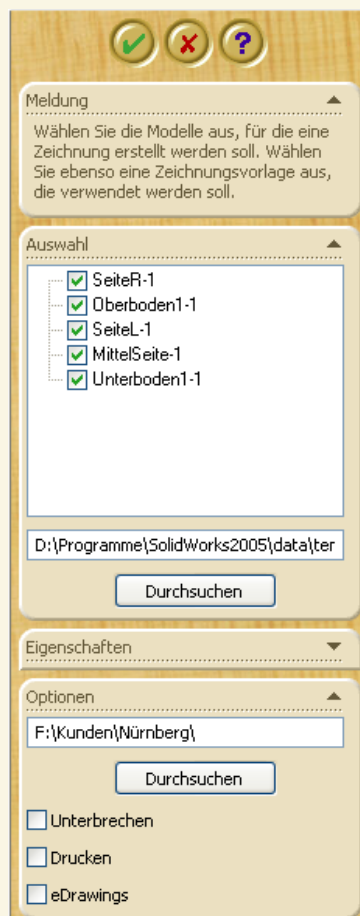 ?
Meldung
Wählen Sie die Modelle aus, für die eine
Zeichnung erstellt werden soll. Wählen
Sie ebenso eine Zeichnungsvorlage aus,
die verwendet werden soll.
Auswahl
SeiteR-1
Oberboden1-1
SeiteL-1
MittelSeite-1
Unterboden1-1
D:\Programme\SolidWorks2005\data\ter
Durchsuchen
Eigenschaften
Optionen
F:\Kunden\Nürnberg\
Durchsuchen
Unterbrechen
Drucken
eDrawings